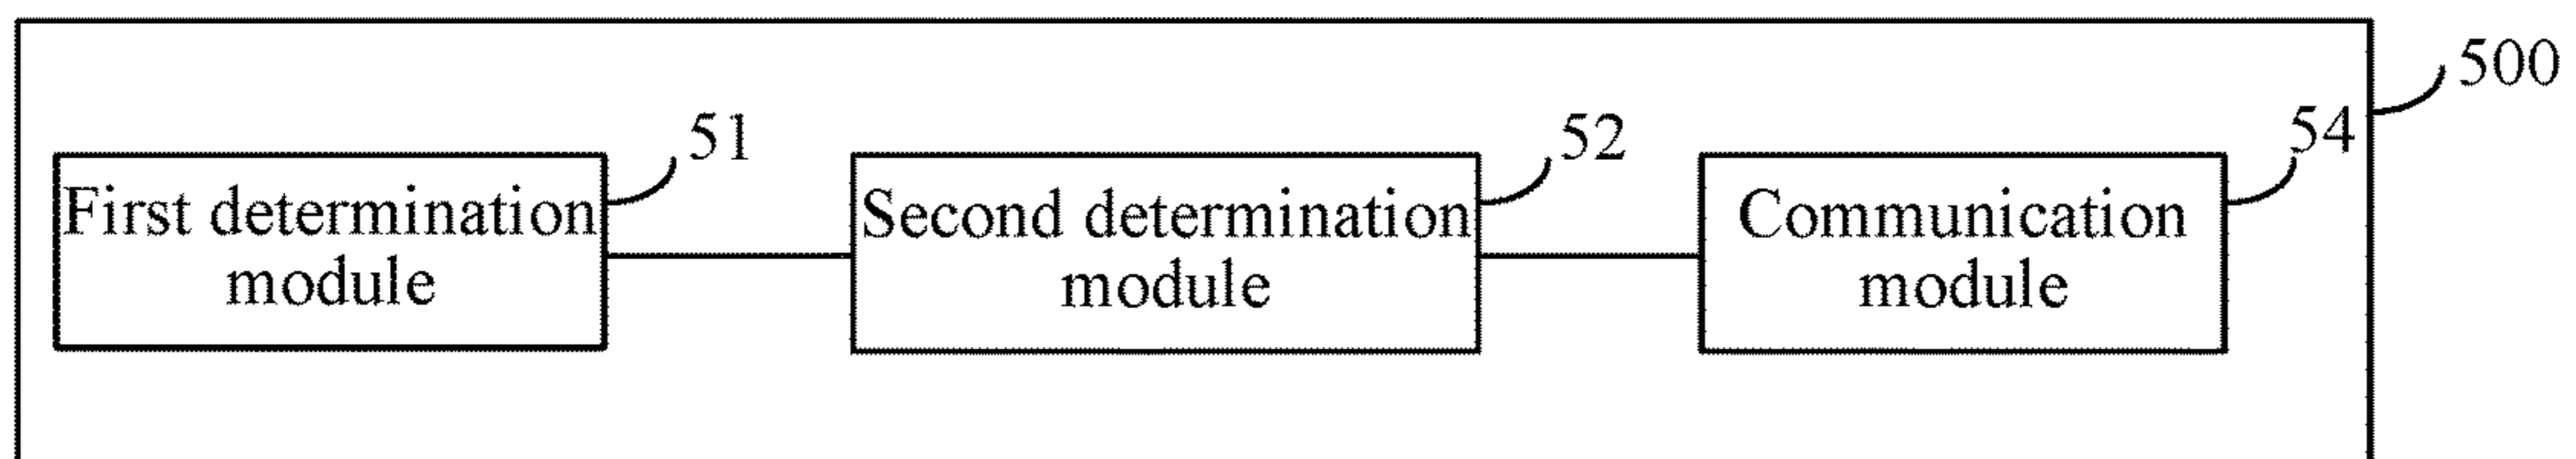 500
51
52
54
First determination
module
Second determination
module
Communication
module